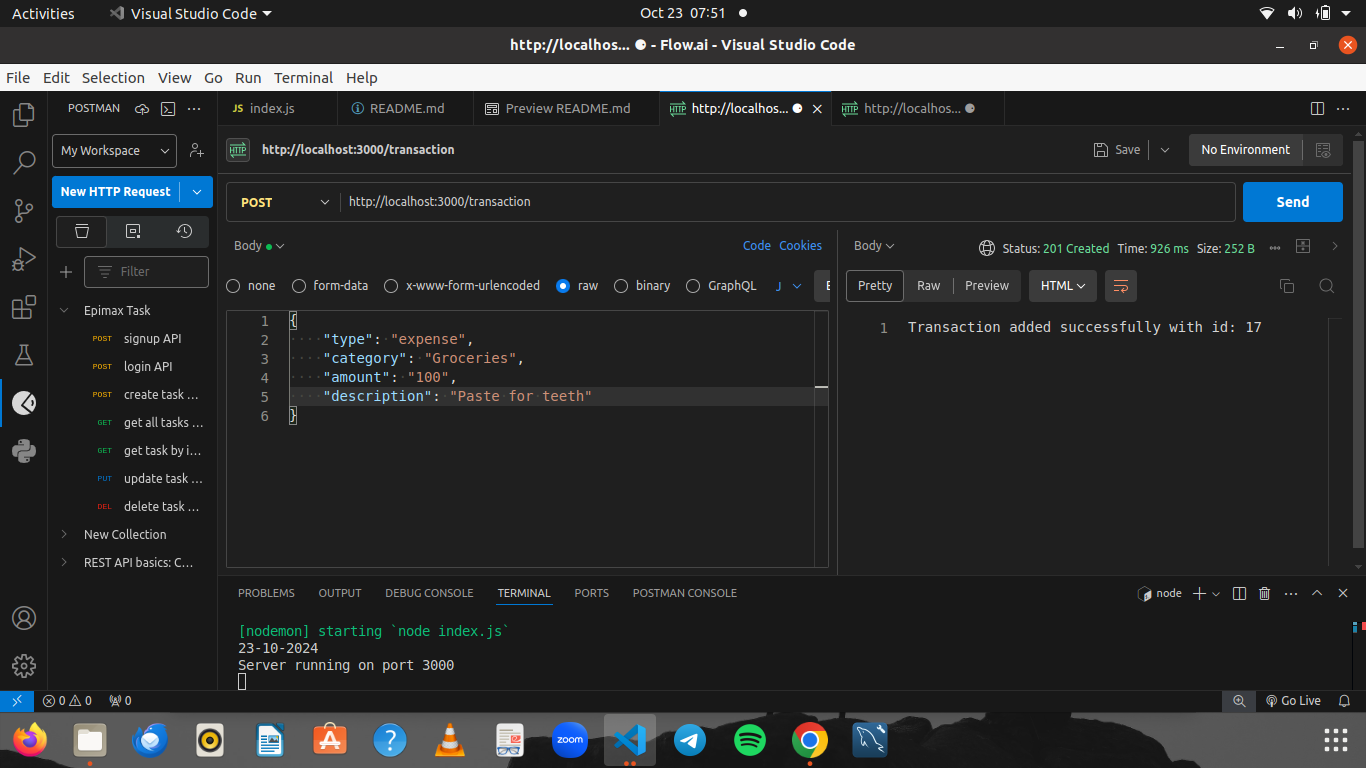 Activities
Visual Studio Code
Oct 23 07:51
http://localhos... ● - Flow.ai - Visual Studio Code
File Edit Selection View Go Run Terminal Help
POSTMAN
JS index.js
README.md
Preview README.md
HTTP http://localhos... ●
HTTP http://localhos... ●
My Workspace
HTTP http://localhost:3000/transaction
Save
No Environment
New HTTP Request
POST
http://localhost:3000/transaction
Send
Body
Code Cookies
Body
Status: 201 Created Time: 926 ms Size: 252 B
Filter
none
form-data
x-www-form-urlencoded
raw
binary
GraphQL
J
Pretty Raw Preview
HTML
1 {
2 "type": "expense",
3 "category": "Groceries",
4 "amount": "100",
5 "description": "Paste for teeth"
6 }
1 Transaction added successfully with id: 17
Epimax Task
POST signup API
POST login API
POST create task ...
GET get all tasks ...
GET get task by i...
PUT update task ...
DEL delete task ...
New Collection
REST API basics: C...
PROBLEMS OUTPUT DEBUG CONSOLE TERMINAL PORTS POSTMAN CONSOLE
node
[nodemon] starting `node index.js`
23-10-2024
Server running on port 3000
0 0 0
Go Live
zoom